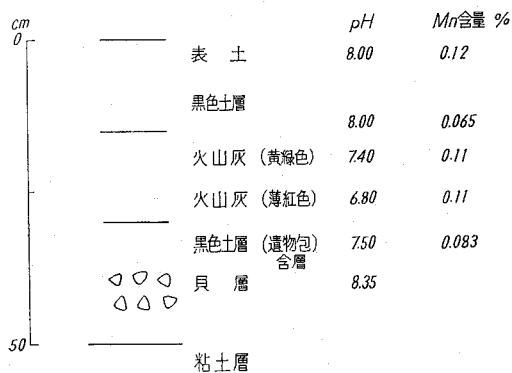 cm pH Mn含量 %
0
表土 8.00 0.12
黒色土層 8.00 0.065
火山灰 (黄緑色) 7.40 0.11
火山灰 (薄紅色) 6.80 0.11
黒色土層 (遺物包含層) 7.50 0.083
貝層 8.35
50
粘土層